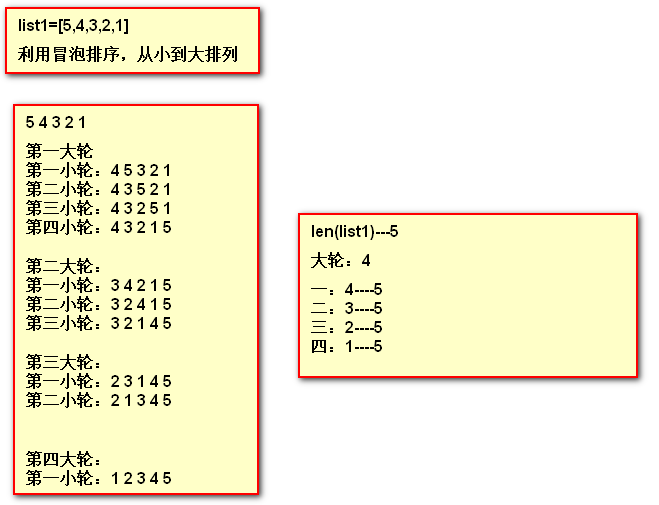 list1=[5,4,3,2,1]
利用冒泡排序，从小到大排列
5 4 3 2 1
第一大轮
第一小轮：4 5 3 2 1
第二小轮：4 3 5 2 1
第三小轮：4 3 2 5 1
第四小轮：4 3 2 1 5
第二大轮：
第一小轮：3 4 2 1 5
第二小轮：3 2 4 1 5
第三小轮：3 2 1 4 5
第三大轮：
第一小轮：2 3 1 4 5
第二小轮：2 1 3 4 5
第四大轮：
第一小轮：1 2 3 4 5
len(list1)---5
大轮：4
一：4----5
二：3----5
三：2----5
四：1----5